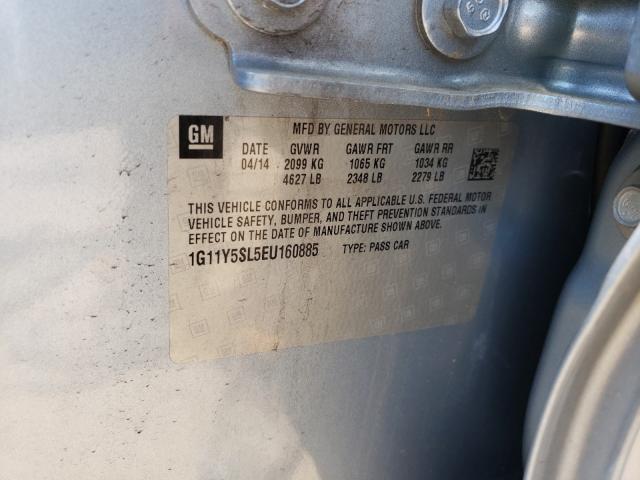 GM
MFD BY GENERAL MOTORS LLC
DATE GVWR GAWR FRT GAWR RR
04/14 2099 KG 1065 KG 1034 KG
4627 LB 2348 LB 2279 LB
THIS VEHICLE CONFORMS TO ALL APPLICABLE U.S. FEDERAL MOTOR
VEHICLE SAFETY, BUMPER, AND THEFT PREVENTION STANDARDS IN
EFFECT ON THE DATE OF MANUFACTURE SHOWN ABOVE.
1G11Y5SL5EU160885 TYPE: PASS CAR